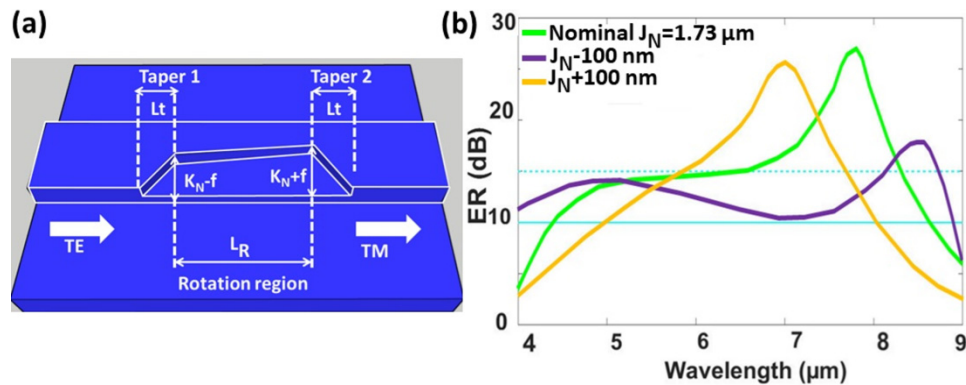 (a)
Taper 1
Taper 2
Lt
Lt
K_N-f
K_N+f
TE
L_R
TM
Rotation region
(b)
Nominal J_N=1.73 µm
J_N-100 nm
J_N+100 nm
30
20
10
0
ER (dB)
4 5 6 7 8 9
Wavelength (µm)